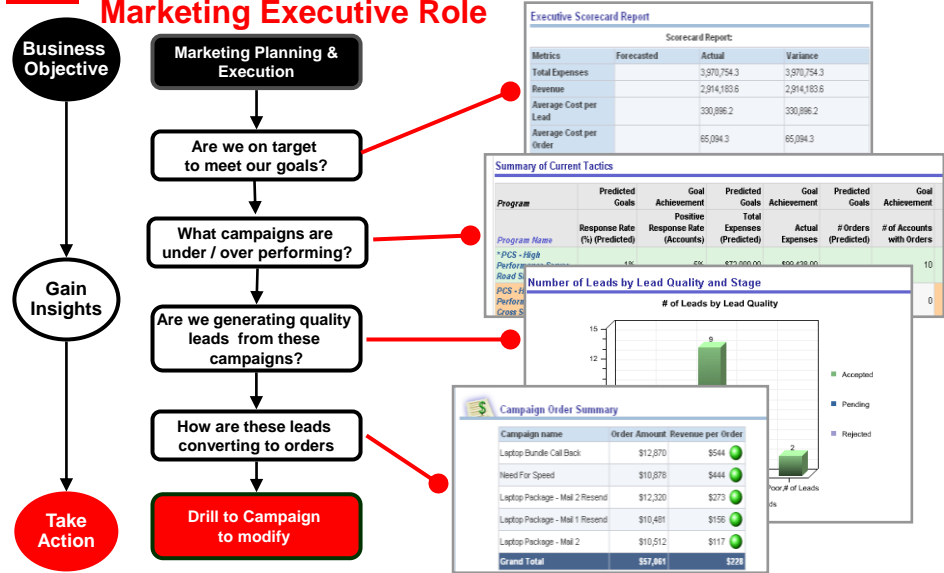 Marketing Executive Role
Business
Objective
Gain
Insights
Take
Action
Marketing Planning &
Execution
Are we on target
to meet our goals?
What campaigns are
under / over performing?
Are we generating quality
leads from these
campaigns?
How are these leads
converting to orders
Drill to Campaign
to modify
Executive Scorecard Report
Scorecard Report:
Metrics Forecasted Actual Variance
Total Expenses 3,970,754.3 3,970,754.3
Revenue 2,914,183.6 2,914,183.6
Average Cost per
Lead 330,896.2 330,896.2
Average Cost per
Order 65,094.3 65,094.3
Summary of Current Tactics
Program Predicted Goals Goal Achievement Predicted Goals Goal Achievement Predicted Goals Goal Achievement
Program Name Response Rate (%) (Predicted) Positive Response Rate (Accounts) Total Expenses (Predicted) Actual Expenses # Orders (Predicted) # of Accounts with Orders
*PCS - High
10
Road
PCS -
0
Cross
Number of Leads by Lead Quality and Stage
# of Leads by Lead Quality
15
12
9
2
Accepted
Pending
Rejected
Poor,# of Leads
Campaign Order Summary
Campaign name Order Amount Revenue per Order
Laptop Bundle Call Back $12,870 $544
Need For Speed $10,878 $444
Laptop Package - Mail 2 Resend $12,320 $273
Laptop Package - Mail 1 Resend $10,481 $156
Laptop Package - Mail 2 $10,512 $117
Grand Total $57,061 $228